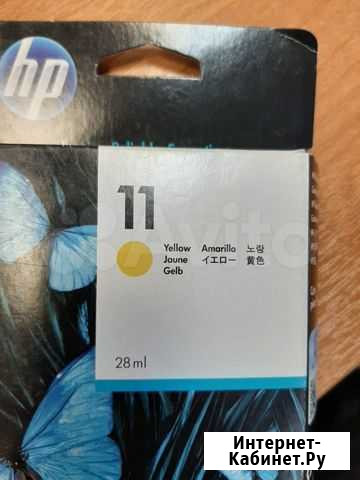 hp
11
Yellow Amarillo 노랑
Jaune イエロー 黄色
Gelb
28 ml
Avito
Интернет-
Кабинет.Ру